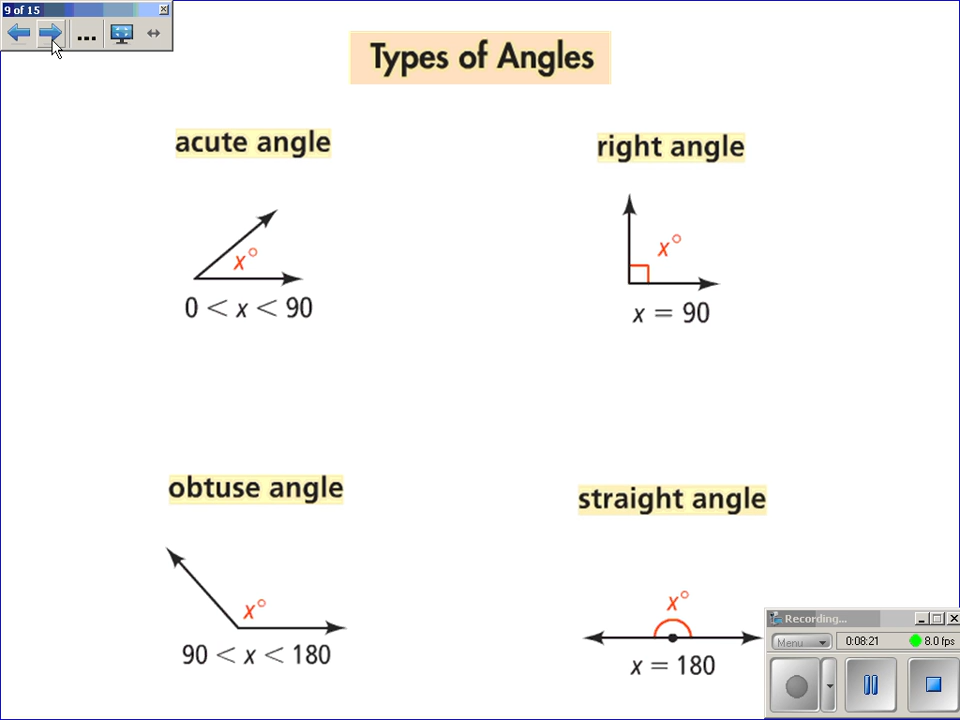 9 of 15
Types of Angles
acute angle
x°
0 < x < 90
right angle
x°
x = 90
obtuse angle
x°
90 < x < 180
straight angle
x°
x = 180
Recording...
Menu
0:08:21
8.0 fps